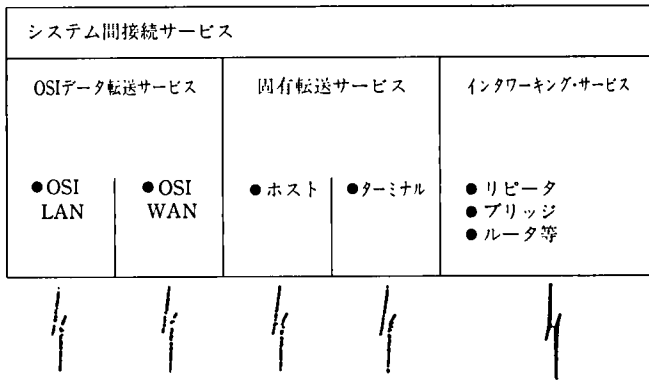 システム間接続サービス
OSIデータ転送サービス
固有転送サービス
インタワーキング・サービス
●OSI
LAN
●OSI
WAN
●ホスト
●ターミナル
●リピータ
●ブリッジ
●ルータ等